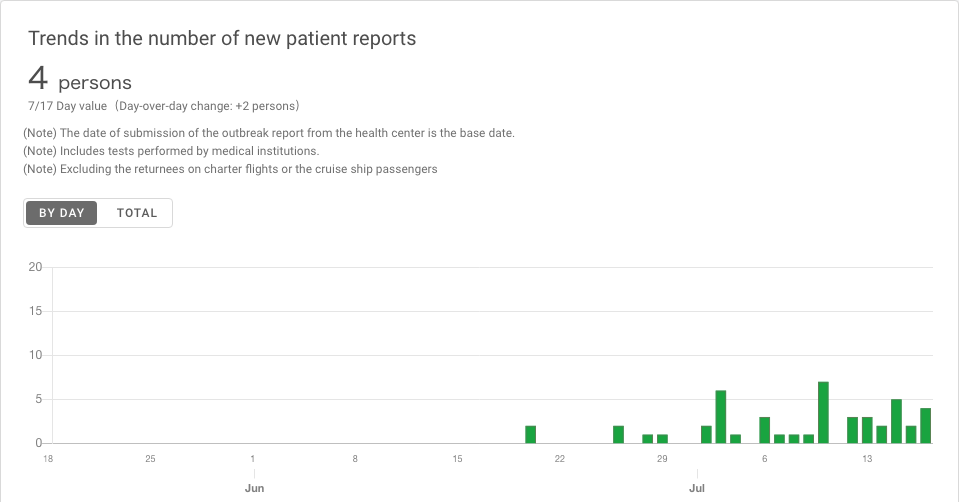 Trends in the number of new patient reports
4 persons
7/17 Day value（Day-over-day change: +2 persons）
(Note) The date of submission of the outbreak report from the health center is the base date.
(Note) Includes tests performed by medical institutions.
(Note) Excluding the returnees on charter flights or the cruise ship passengers
BY DAY TOTAL
20
15
10
5
0
18 25 1 8 15 22 29 6 13
Jun Jul